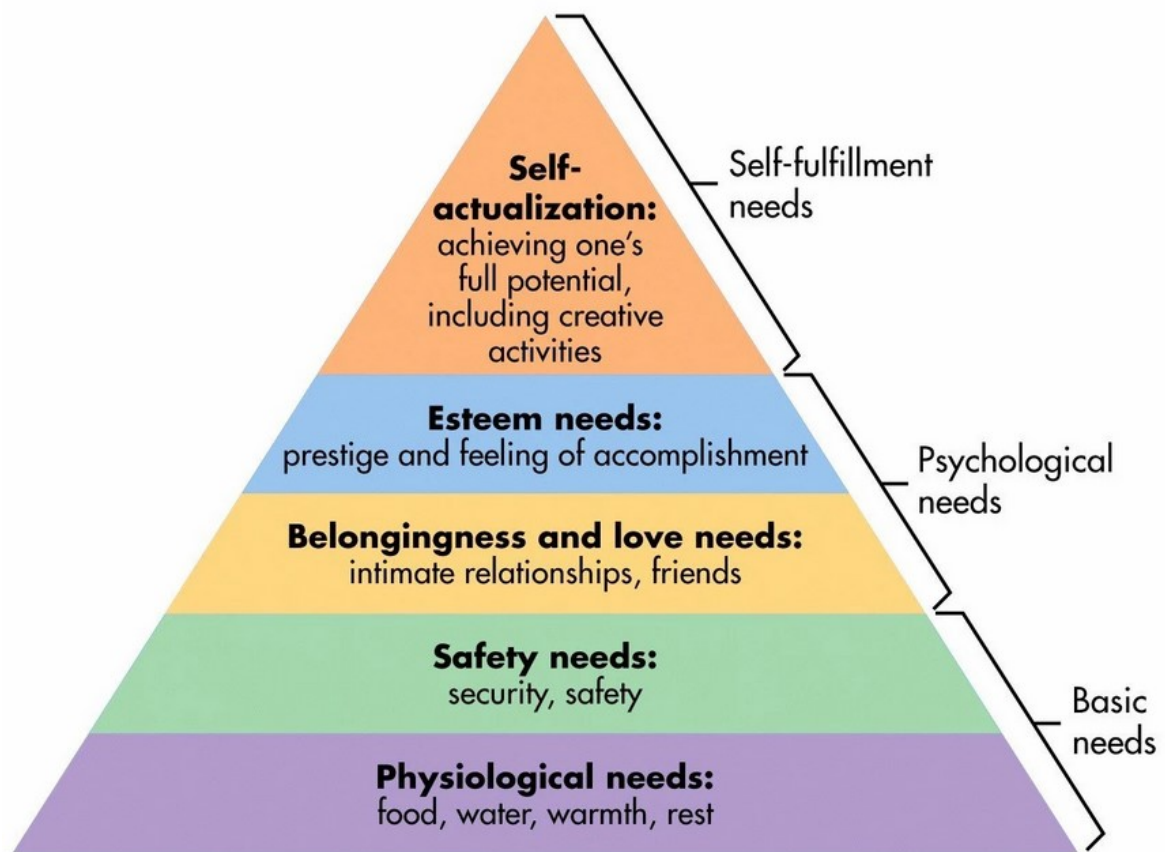 Self-
actualization:
achieving one's
full potential,
including creative
activities
Self-fulfillment
needs
Esteem needs:
prestige and feeling of accomplishment
Psychological
needs
Belongingness and love needs:
intimate relationships, friends
Safety needs:
security, safety
Basic
needs
Physiological needs:
food, water, warmth, rest